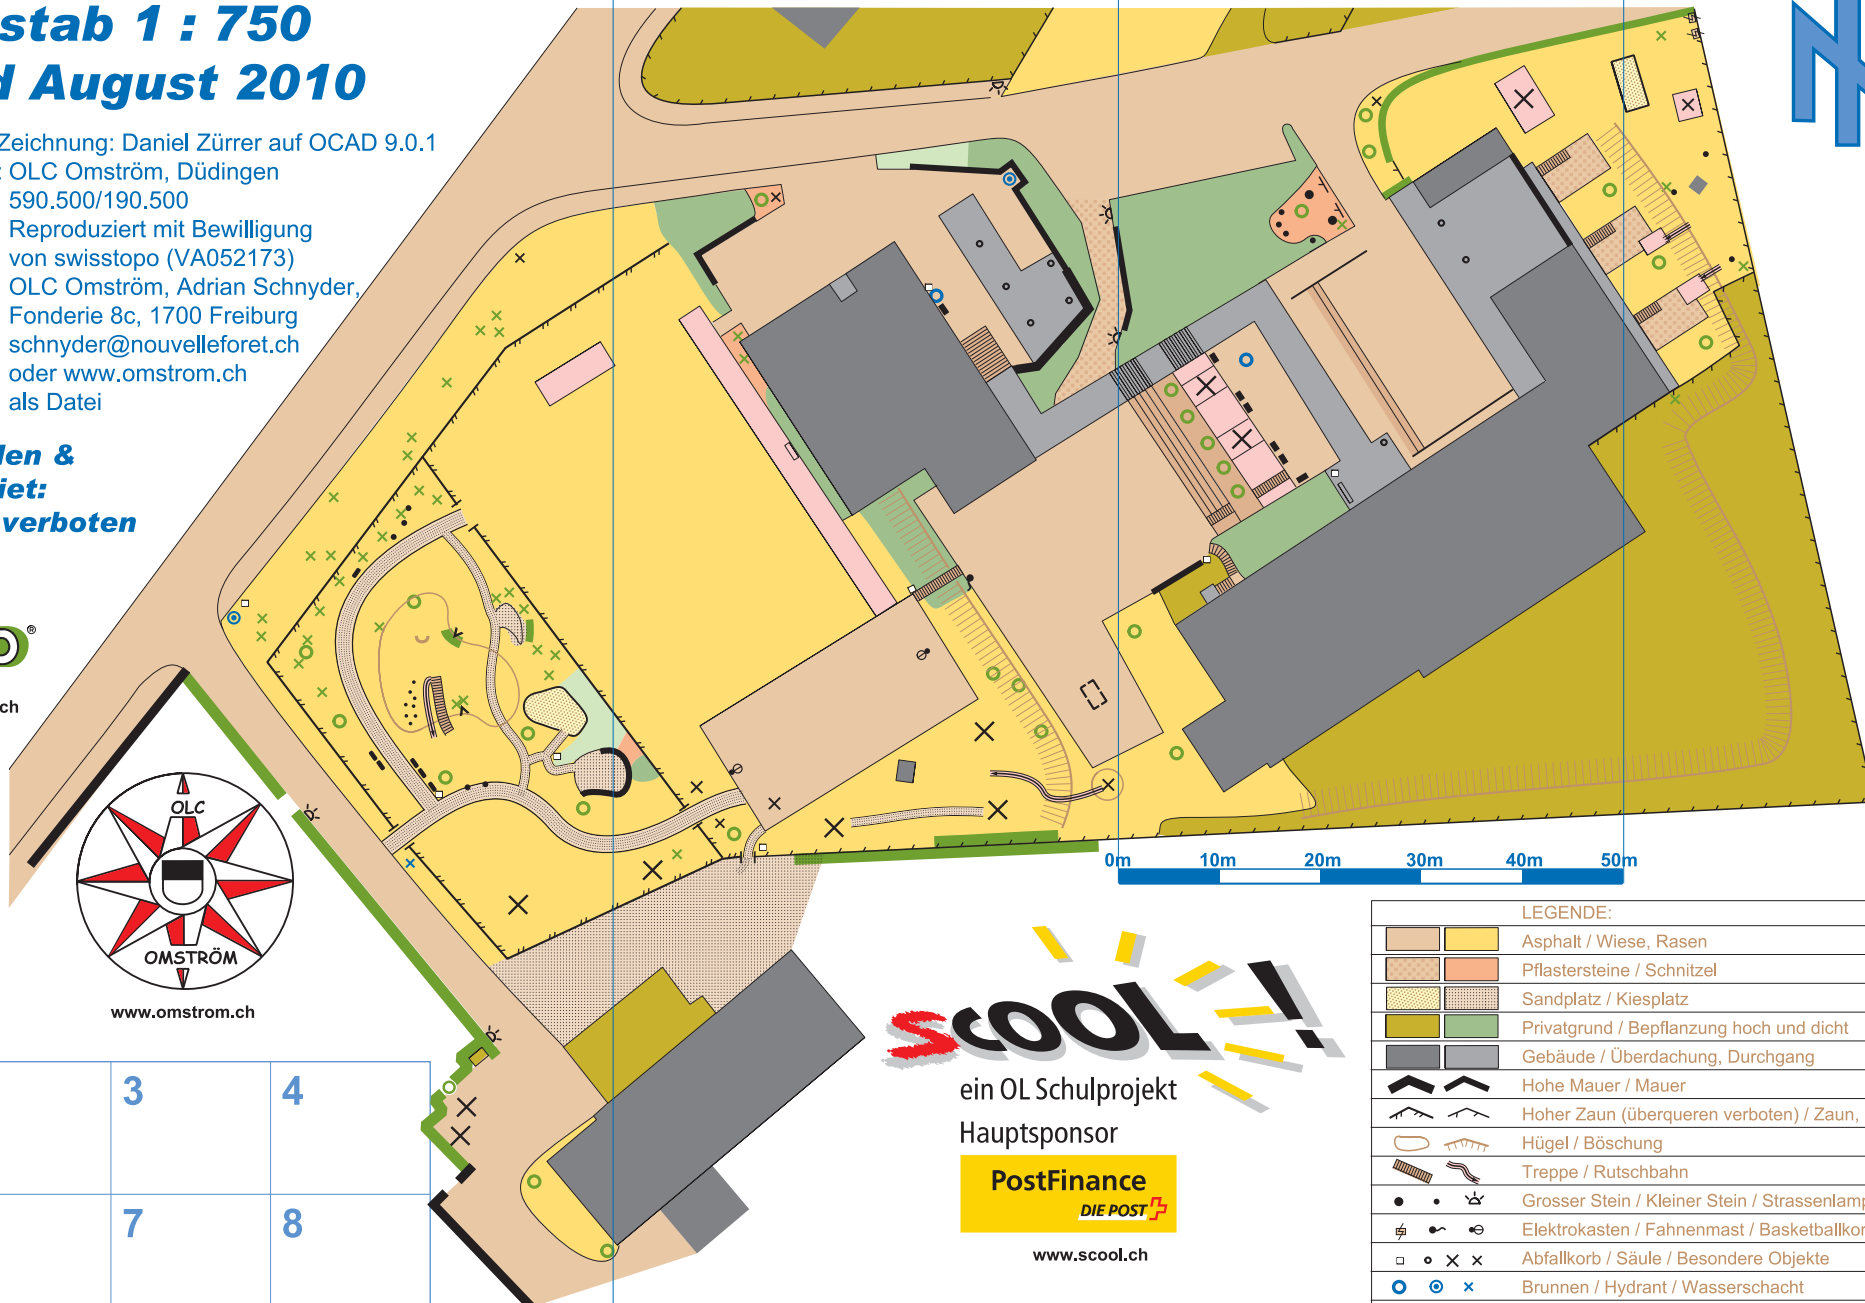 stab 1 : 750
August 2010
Zeichnung: Daniel Zürrer auf OCAD 9.0.1
: OLC Omström, Düdingen
590.500/190.500
Reproduziert mit Bewilligung
von swisstopo (VA052173)
OLC Omström, Adrian Schnyder,
Fonderie 8c, 1700 Freiburg
schnyder@nouvelleforet.ch
oder www.omstrom.ch
als Datei
den &
iet:
verboten
®
ch
OLC
OMSTRÖM
www.omstrom.ch
3
4
7
8
0m 10m 20m 30m 40m 50m
scool!
ein OL Schulprojekt
Hauptsponsor
PostFinance
DIE POST
www.scool.ch
LEGENDE:
Asphalt / Wiese, Rasen
Pflastersteine / Schnitzel
Sandplatz / Kiesplatz
Privatgrund / Bepflanzung hoch und dicht
Gebäude / Überdachung, Durchgang
Hohe Mauer / Mauer
Hoher Zaun (überqueren verboten) / Zaun,
Hügel / Böschung
Treppe / Rutschbahn
Grosser Stein / Kleiner Stein / Strassenlamp
Elektrokasten / Fahnenmast / Basketballkor
Abfallkorb / Säule / Besondere Objekte
Brunnen / Hydrant / Wasserschacht